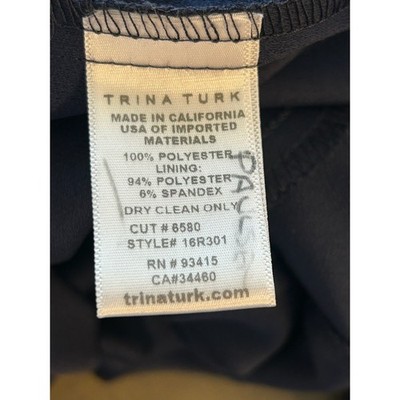 TRINA TURK
MADE IN CALIFORNIA
USA OF IMPORTED
MATERIALS
100% POLYESTER
LINING:
94% POLYESTER
6% SPANDEX
DRY CLEAN ONLY
CUT # 6580
STYLE# 16R301
RN # 93415
CA#34460
trinaturk.com